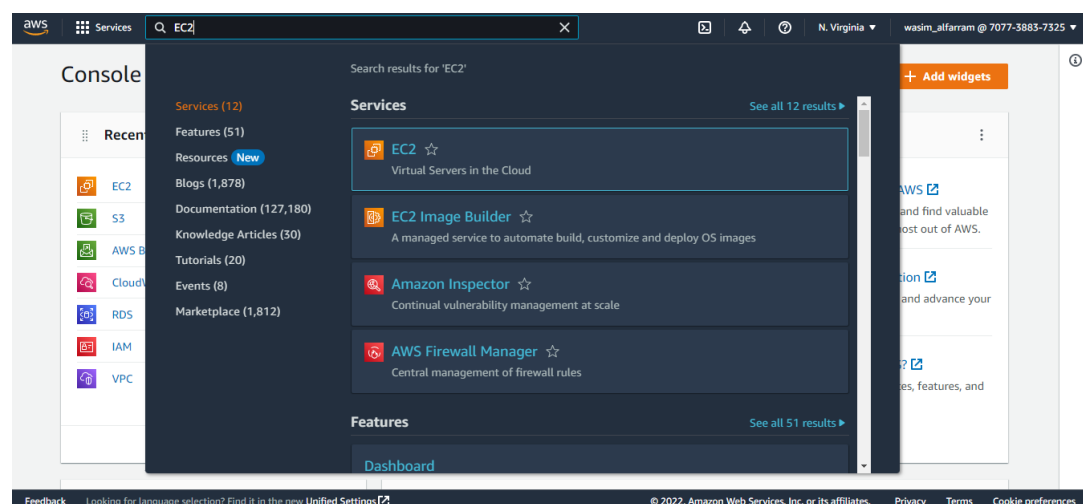 aws
Services
EC2
N. Virginia
wasim_alfarram @ 7077-3883-7325
Console
Add widgets
Search results for 'EC2'
Services (12)
Features (51)
Resources New
Blogs (1,878)
Documentation (127,180)
Knowledge Articles (30)
Tutorials (20)
Events (8)
Marketplace (1,812)
Services
See all 12 results
EC2
Virtual Servers in the Cloud
EC2 Image Builder
A managed service to automate build, customize and deploy OS images
Amazon Inspector
Continual vulnerability management at scale
AWS Firewall Manager
Central management of firewall rules
Features
See all 51 results
Dashboard
Recen
EC2
S3
AWS B
Cloud
RDS
IAM
VPC
AWS
and find valuable
ost out of AWS.
tion
and advance your
s?
es, features, and
Feedback
Looking for language selection? Find it in the new Unified Settings
© 2022, Amazon Web Services, Inc. or its affiliates.
Privacy
Terms
Cookie preferences